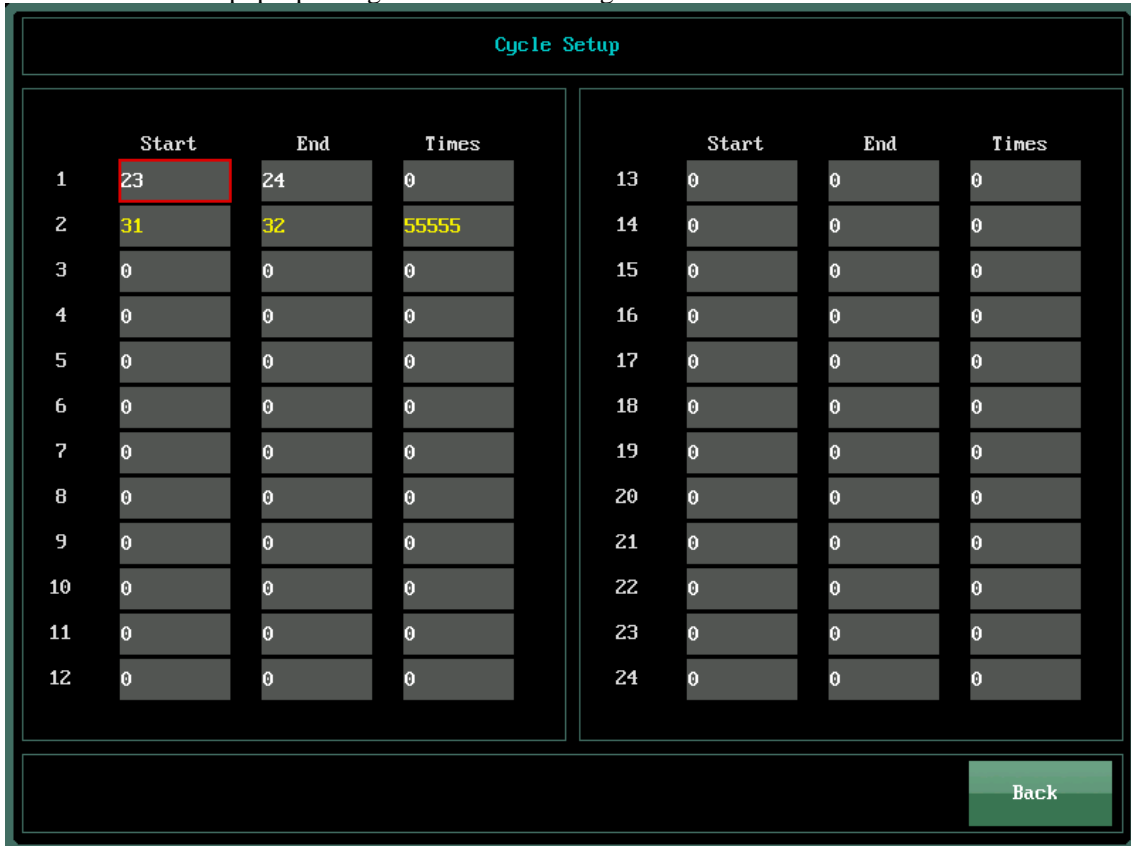 Cycle Setup
Start End Times
1 23 24 0
2 31 32 55555
3 0 0 0
4 0 0 0
5 0 0 0
6 0 0 0
7 0 0 0
8 0 0 0
9 0 0 0
10 0 0 0
11 0 0 0
12 0 0 0
Start End Times
13 0 0 0
14 0 0 0
15 0 0 0
16 0 0 0
17 0 0 0
18 0 0 0
19 0 0 0
20 0 0 0
21 0 0 0
22 0 0 0
23 0 0 0
24 0 0 0
Back